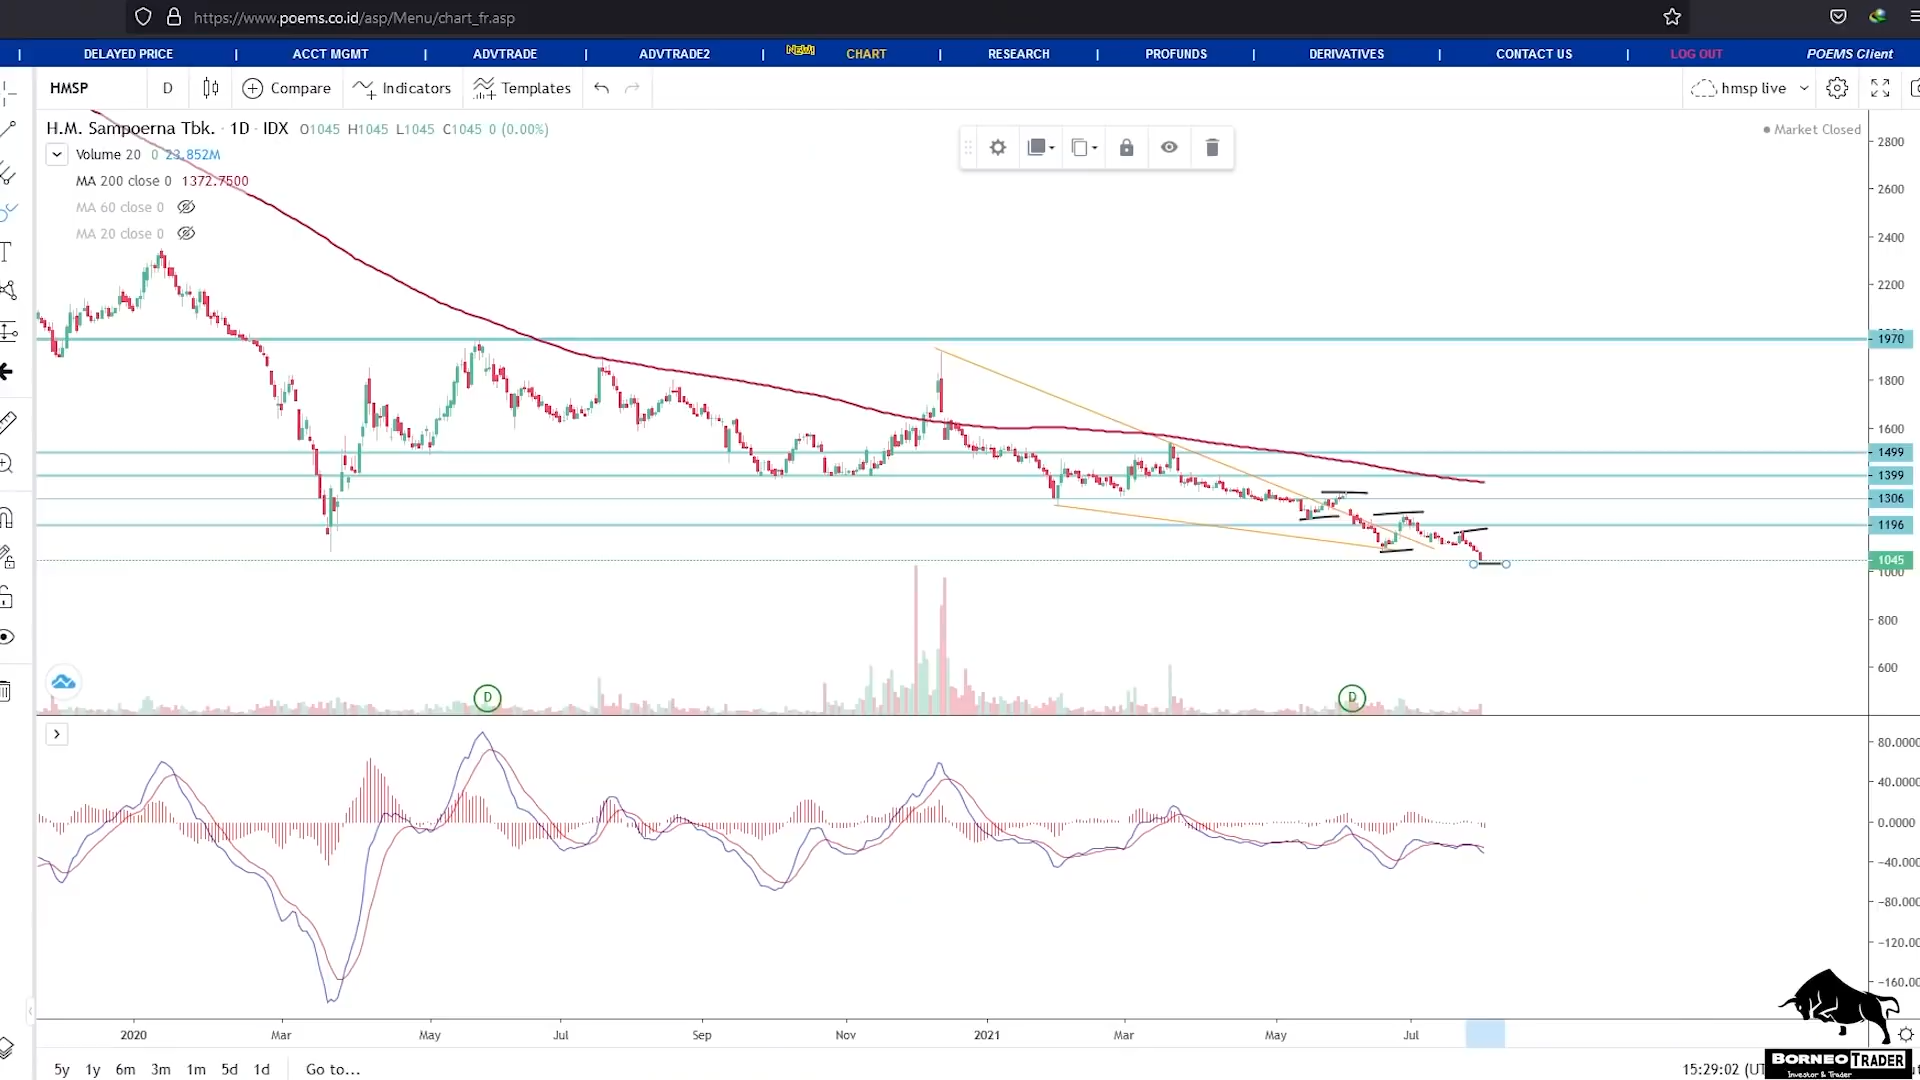 https://www.poems.co.id/asp/Menu/chart_fr.asp
| DELAYED PRICE | ACCT MGMT | ADVTRADE | ADVTRADE2 | NEW! CHART | RESEARCH | PROFUNDS | DERIVATIVES | CONTACT US | LOG OUT POEMS Client
HMSP D Compare Indicators Templates hmsp live
H.M. Sampoerna Tbk. · 1D · IDX O1045 H1045 L1045 C1045 0 (0.00%)
Market Closed
Volume 20 0 23.852M
MA 200 close 0 1372.7500
MA 60 close 0
MA 20 close 0
2800
2600
2400
2200
1970
1800
1600
1499
1399
1306
1196
1045
1000
800
600
D D
80.0000
40.0000
0.0000
-40.000
-80.000
-120.00
-160.00
2020 Mar May Jul Sep Nov 2021 Mar May Jul
5y 1y 6m 3m 1m 5d 1d Go to...
15:29:02 (UT
BORNEO TRADER
Investor & Trader